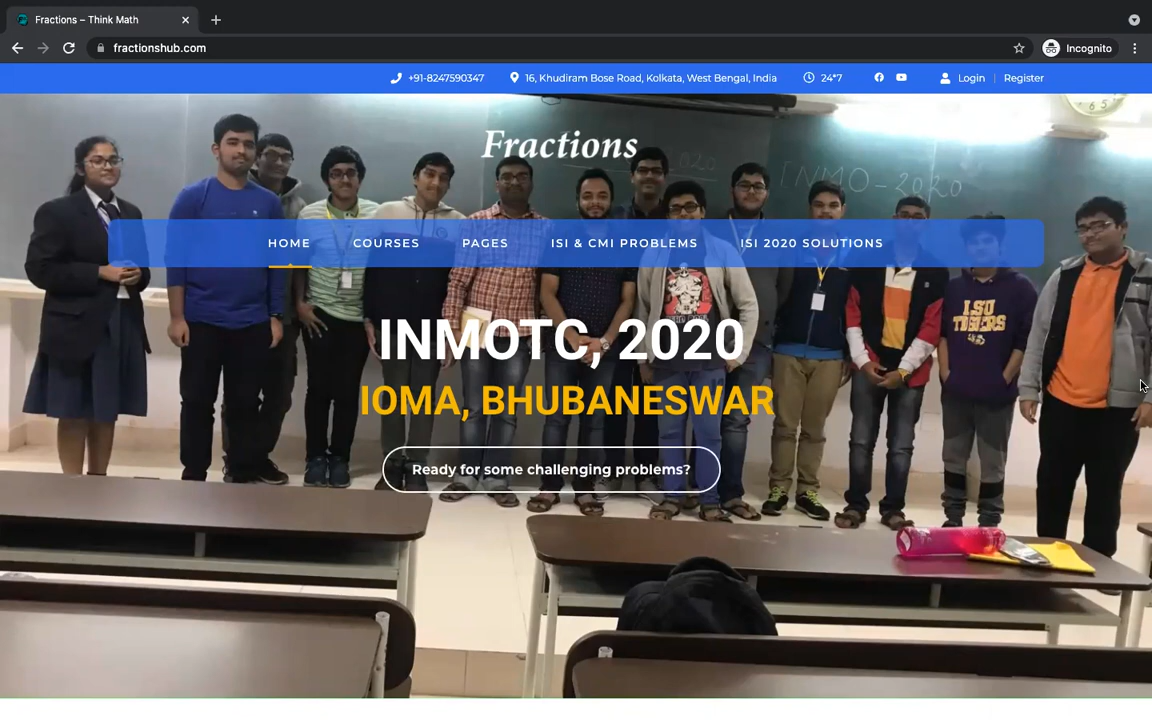 Fractions – Think Math
fractionshub.com
Incognito
+91-8247590347
16, Khudiram Bose Road, Kolkata, West Bengal, India
24*7
Login
Register
Fractions
INMO-2020
HOME
COURSES
PAGES
ISI & CMI PROBLEMS
ISI 2020 SOLUTIONS
LSU
TIGERS
INMOTC, 2020
IOMA, BHUBANESWAR
Ready for some challenging problems?